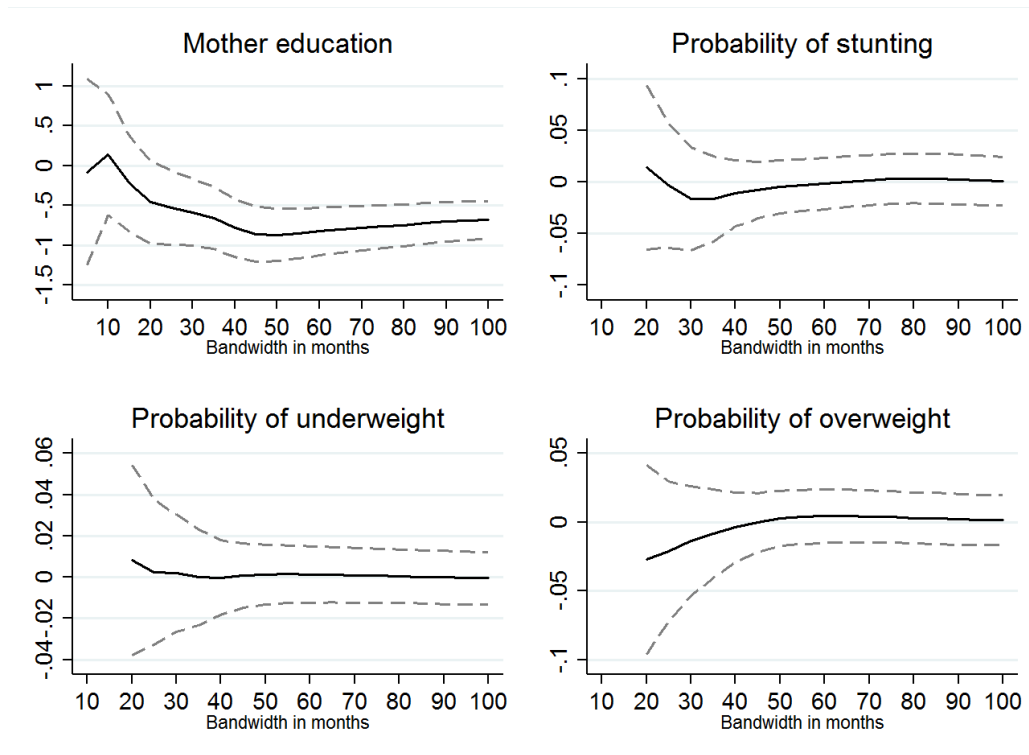 Mother education
1
.5
0
-.5
-1
-1.5
10 20 30 40 50 60 70 80 90 100
Bandwidth in months
Probability of stunting
.1
.05
0
-.05
-.1
10 20 30 40 50 60 70 80 90 100
Bandwidth in months
Probability of underweight
.06
.04
.02
0
-.02
-.04
10 20 30 40 50 60 70 80 90 100
Bandwidth in months
Probability of overweight
.05
0
-.05
-.1
10 20 30 40 50 60 70 80 90 100
Bandwidth in months